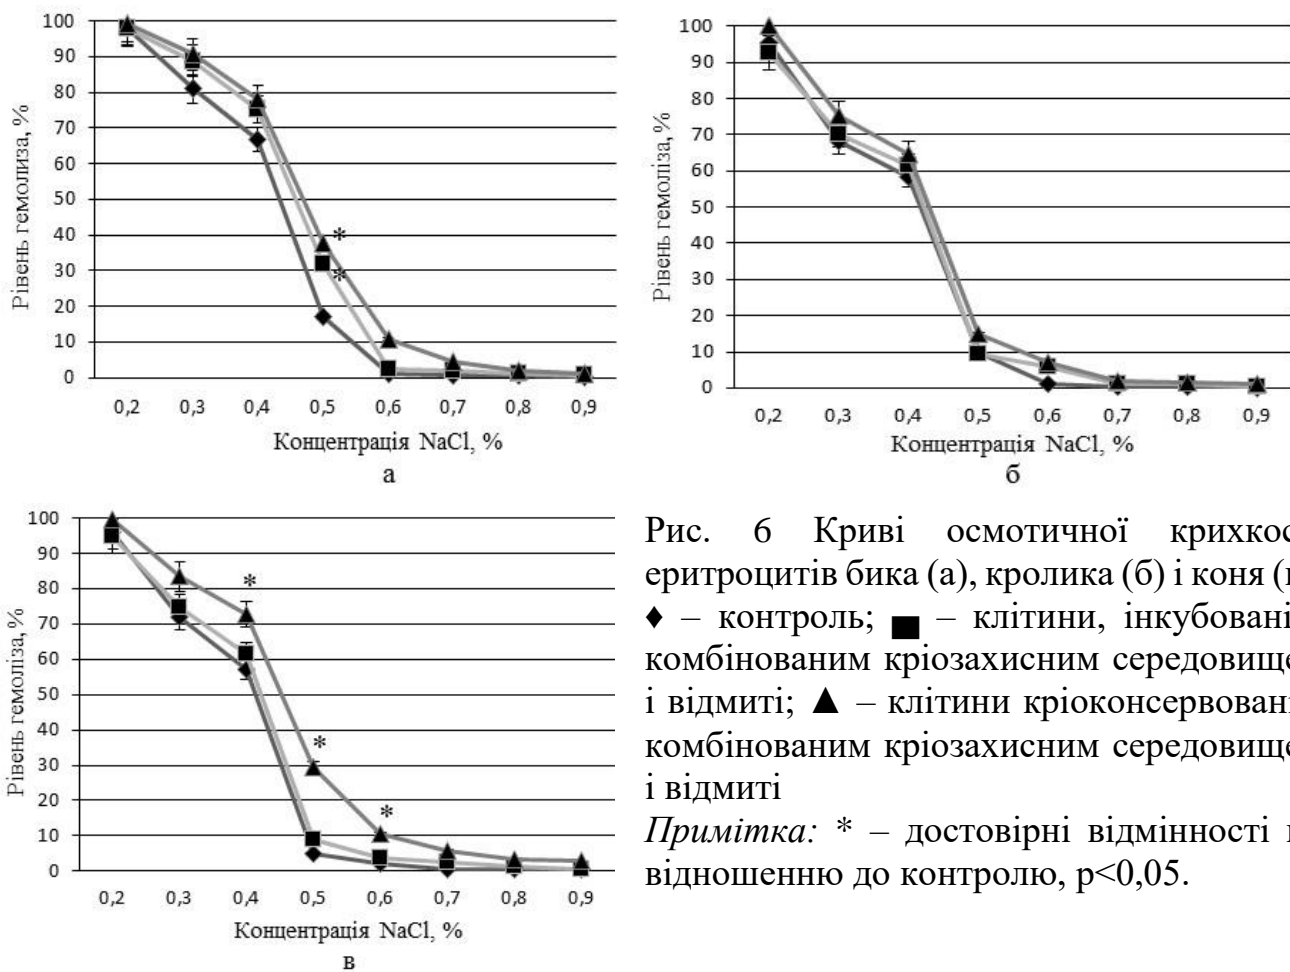 100
90
80
70
60
50
40
30
20
10
0
Рівень гемолиза, %
*
*
0,2 0,3 0,4 0,5 0,6 0,7 0,8 0,9
Концентрація NaCl, %
а
100
90
80
70
60
50
40
30
20
10
0
Рівень гемоліза, %
0,2 0,3 0,4 0,5 0,6 0,7 0,8 0,9
Концентрація NaCl, %
б
100
90
80
70
60
50
40
30
20
10
0
Рівень гемоліза, %
*
*
*
0,2 0,3 0,4 0,5 0,6 0,7 0,8 0,9
Концентрація NaCl, %
в
Рис. 6 Криві осмотичної крихкос
еритроцитів бика (а), кролика (б) і коня (
♦ – контроль; ■ – клітини, інкубовані
комбінованим кріозахисним середовище
і відмиті; ▲ – клітини кріоконсервовані
комбінованим кріозахисним середовище
і відмиті
Примітка: * – достовірні відмінності
відношенню до контролю, p<0,05.